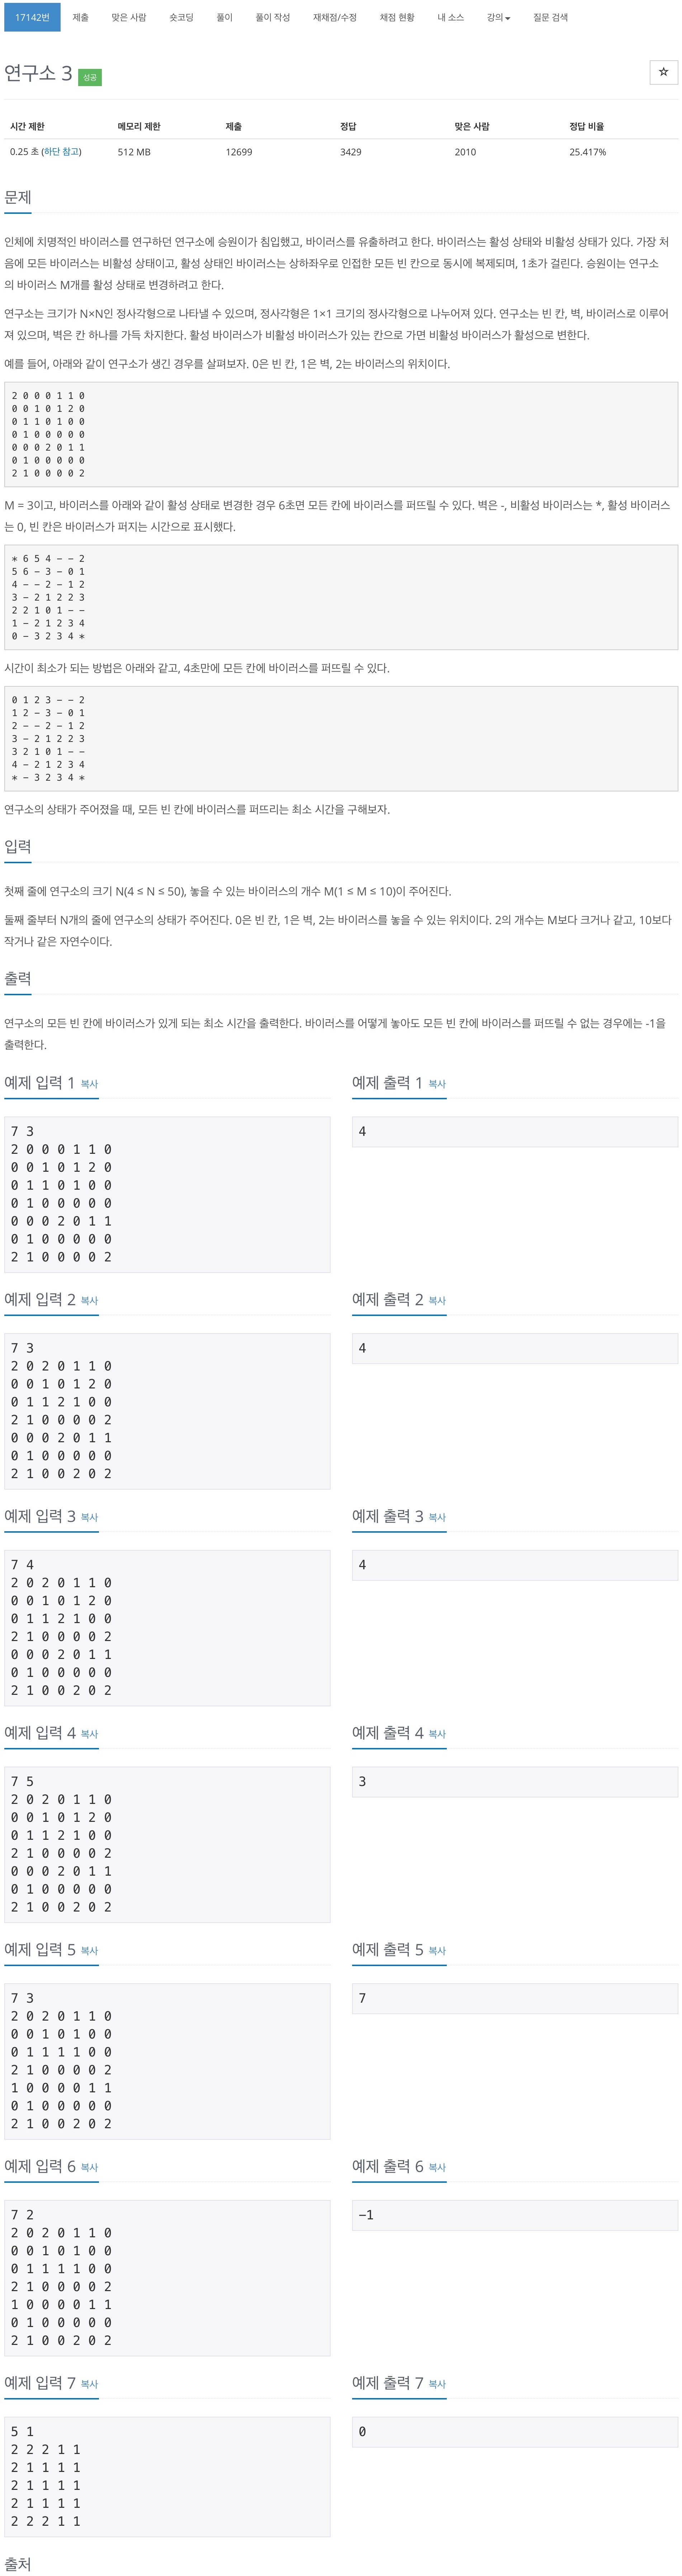 17142번 제출 맞은 사람 숏코딩 풀이 풀이 작성 재채점/수정 채점 현황 내 소스 강의 질문 검색
연구소 3 성공 ☆
시간 제한 메모리 제한 제출 정답 맞은 사람 정답 비율
0.25 초 (하단 참고) 512 MB 12699 3429 2010 25.417%
문제
인체에 치명적인 바이러스를 연구하던 연구소에 승원이가 침입했고, 바이러스를 유출하려고 한다. 바이러스는 활성 상태와 비활성 상태가 있다. 가장 처
음에 모든 바이러스는 비활성 상태이고, 활성 상태인 바이러스는 상하좌우로 인접한 모든 빈 칸으로 동시에 복제되며, 1초가 걸린다. 승원이는 연구소
의 바이러스 M개를 활성 상태로 변경하려고 한다.
연구소는 크기가 N×N인 정사각형으로 나타낼 수 있으며, 정사각형은 1×1 크기의 정사각형으로 나누어져 있다. 연구소는 빈 칸, 벽, 바이러스로 이루어
져 있으며, 벽은 칸 하나를 가득 차지한다. 활성 바이러스가 비활성 바이러스가 있는 칸으로 가면 비활성 바이러스가 활성으로 변한다.
예를 들어, 아래와 같이 연구소가 생긴 경우를 살펴보자. 0은 빈 칸, 1은 벽, 2는 바이러스의 위치이다.
2 0 0 0 1 1 0
0 0 1 0 1 2 0
0 1 1 0 1 0 0
0 1 0 0 0 0 0
0 0 0 2 0 1 1
0 1 0 0 0 0 0
2 1 0 0 0 0 2
M = 3이고, 바이러스를 아래와 같이 활성 상태로 변경한 경우 6초면 모든 칸에 바이러스를 퍼뜨릴 수 있다. 벽은 -, 비활성 바이러스는 *, 활성 바이러스
는 0, 빈 칸은 바이러스가 퍼지는 시간으로 표시했다.
* 6 5 4 - - 2
5 6 - 3 - 0 1
4 - - 2 - 1 2
3 - 2 1 2 2 3
2 2 1 0 1 - -
1 - 2 1 2 3 4
0 - 3 2 3 4 *
시간이 최소가 되는 방법은 아래와 같고, 4초만에 모든 칸에 바이러스를 퍼뜨릴 수 있다.
0 1 2 3 - - 2
1 2 - 3 - 0 1
2 - - 2 - 1 2
3 - 2 1 2 2 3
3 2 1 0 1 - -
4 - 2 1 2 3 4
* - 3 2 3 4 *
연구소의 상태가 주어졌을 때, 모든 빈 칸에 바이러스를 퍼뜨리는 최소 시간을 구해보자.
입력
첫째 줄에 연구소의 크기 N(4 ≤ N ≤ 50), 놓을 수 있는 바이러스의 개수 M(1 ≤ M ≤ 10)이 주어진다.
둘째 줄부터 N개의 줄에 연구소의 상태가 주어진다. 0은 빈 칸, 1은 벽, 2는 바이러스를 놓을 수 있는 위치이다. 2의 개수는 M보다 크거나 같고, 10보다
작거나 같은 자연수이다.
출력
연구소의 모든 빈 칸에 바이러스가 있게 되는 최소 시간을 출력한다. 바이러스를 어떻게 놓아도 모든 빈 칸에 바이러스를 퍼뜨릴 수 없는 경우에는 -1을
출력한다.
예제 입력 1 복사
7 3
2 0 0 0 1 1 0
0 0 1 0 1 2 0
0 1 1 0 1 0 0
0 1 0 0 0 0 0
0 0 0 2 0 1 1
0 1 0 0 0 0 0
2 1 0 0 0 0 2
예제 출력 1 복사
4
예제 입력 2 복사
7 3
2 0 2 0 1 1 0
0 0 1 0 1 2 0
0 1 1 2 1 0 0
2 1 0 0 0 0 2
0 0 0 2 0 1 1
0 1 0 0 0 0 0
2 1 0 0 2 0 2
예제 출력 2 복사
4
예제 입력 3 복사
7 4
2 0 2 0 1 1 0
0 0 1 0 1 2 0
0 1 1 2 1 0 0
2 1 0 0 0 0 2
0 0 0 2 0 1 1
0 1 0 0 0 0 0
2 1 0 0 2 0 2
예제 출력 3 복사
4
예제 입력 4 복사
7 5
2 0 2 0 1 1 0
0 0 1 0 1 2 0
0 1 1 2 1 0 0
2 1 0 0 0 0 2
0 0 0 2 0 1 1
0 1 0 0 0 0 0
2 1 0 0 2 0 2
예제 출력 4 복사
3
예제 입력 5 복사
7 3
2 0 2 0 1 1 0
0 0 1 0 1 0 0
0 1 1 1 1 0 0
2 1 0 0 0 0 2
1 0 0 0 0 1 1
0 1 0 0 0 0 0
2 1 0 0 2 0 2
예제 출력 5 복사
7
예제 입력 6 복사
7 2
2 0 2 0 1 1 0
0 0 1 0 1 0 0
0 1 1 1 1 0 0
2 1 0 0 0 0 2
1 0 0 0 0 1 1
0 1 0 0 0 0 0
2 1 0 0 2 0 2
예제 출력 6 복사
-1
예제 입력 7 복사
5 1
2 2 2 1 1
2 1 1 1 1
2 1 1 1 1
2 1 1 1 1
2 2 2 1 1
예제 출력 7 복사
0
출처